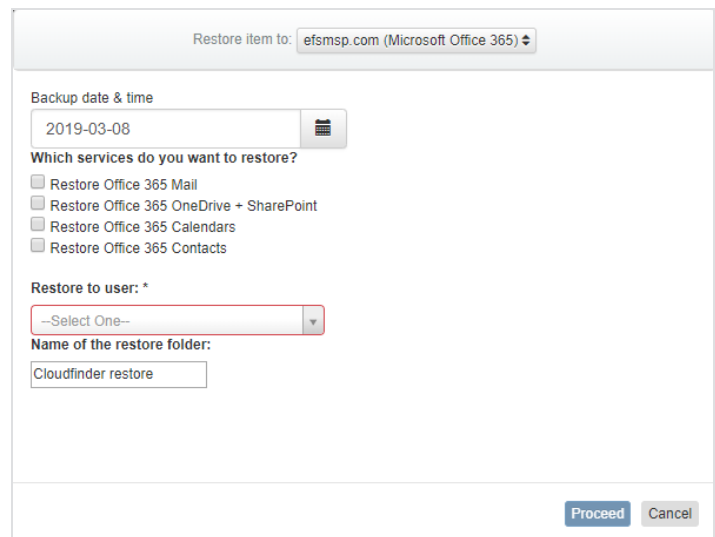 Restore item to: efsmsp.com (Microsoft Office 365)
Backup date & time
2019-03-08
Which services do you want to restore?
Restore Office 365 Mail
Restore Office 365 OneDrive + SharePoint
Restore Office 365 Calendars
Restore Office 365 Contacts
Restore to user: *
--Select One--
Name of the restore folder:
Cloudfinder restore
Proceed Cancel